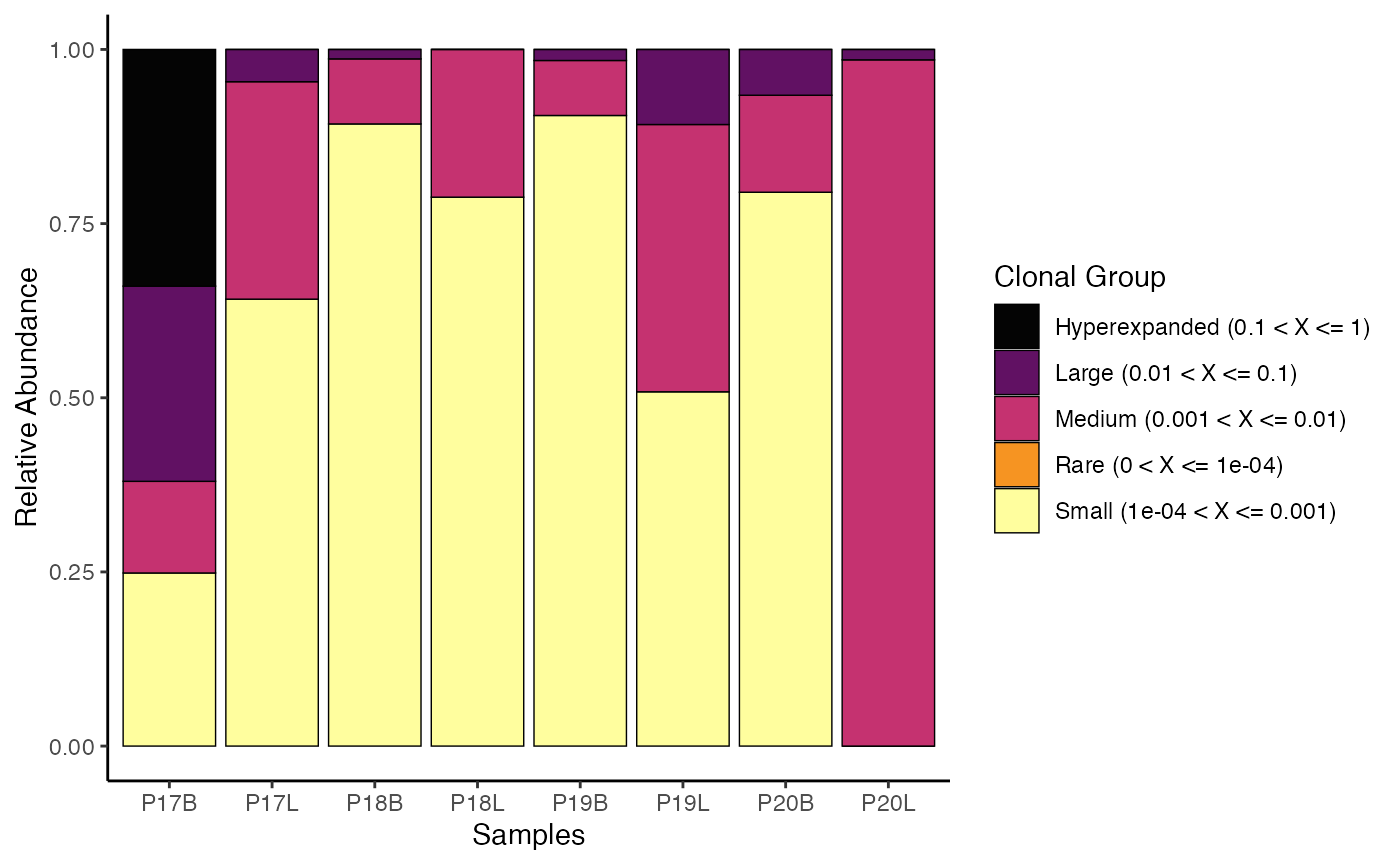 1.00
0.75
0.50
0.25
0.00
Relative Abundance
P17B P17L P18B P18L P19B P19L P20B P20L
Samples
Clonal Group
Hyperexpanded (0.1 < X <= 1)
Large (0.01 < X <= 0.1)
Medium (0.001 < X <= 0.01)
Rare (0 < X <= 1e-04)
Small (1e-04 < X <= 0.001)